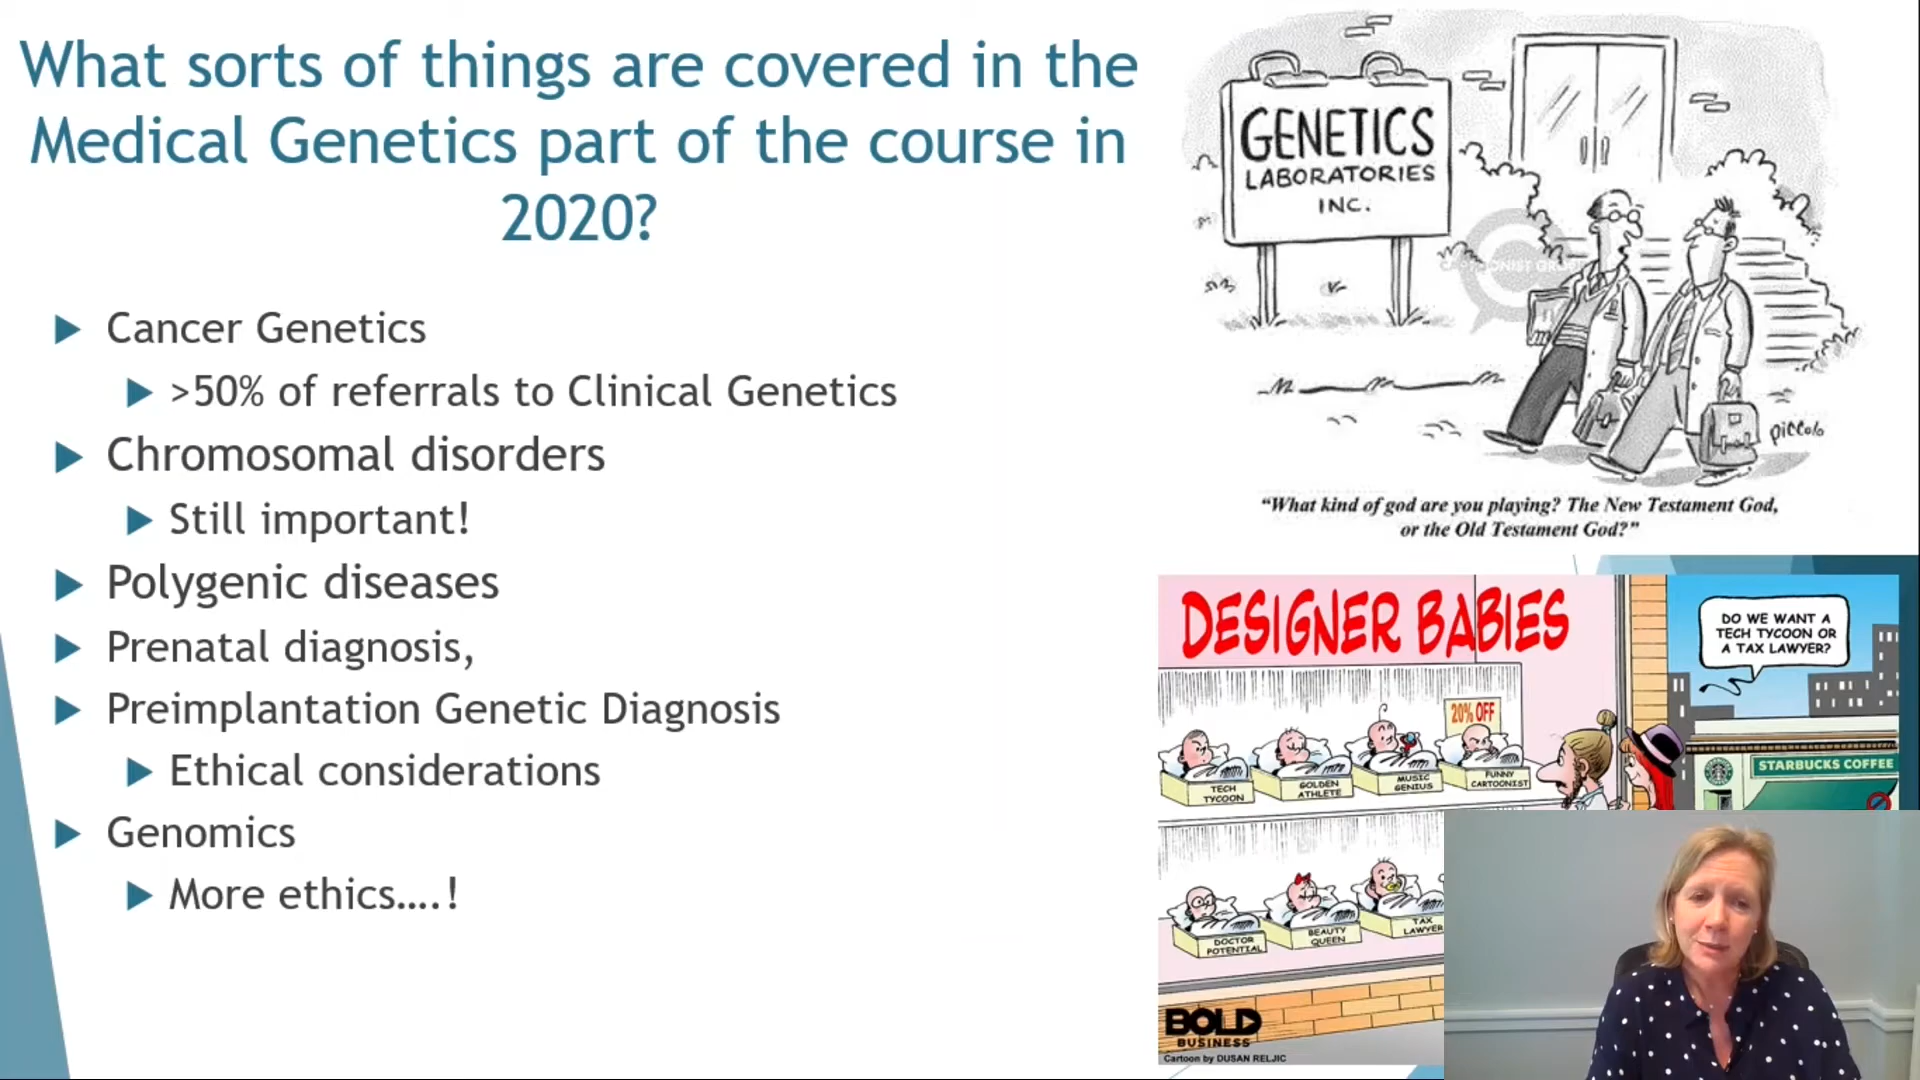 What sorts of things are covered in the
Medical Genetics part of the course in
2020?
Cancer Genetics
>50% of referrals to Clinical Genetics
Chromosomal disorders
Still important!
Polygenic diseases
Prenatal diagnosis,
Preimplantation Genetic Diagnosis
Ethical considerations
Genomics
More ethics....!
GENETICS
LABORATORIES
INC.
piccolo
“What kind of god are you playing? The New Testament God,
or the Old Testament God?”
DESIGNER BABIES
DO WE WANT A
TECH TYCOON OR
A TAX LAWYER?
20% OFF
TECH
TYCOON
GOLDEN
ATHLETE
MUSIC
GENIUS
FUNNY
CARTOONIST
STARBUCKS COFFEE
DOCTOR
POTENTIAL
BEAUTY
QUEEN
TAX
LAWYER
BOLD
BUSINESS
Cartoon by DUSAN RELJIC